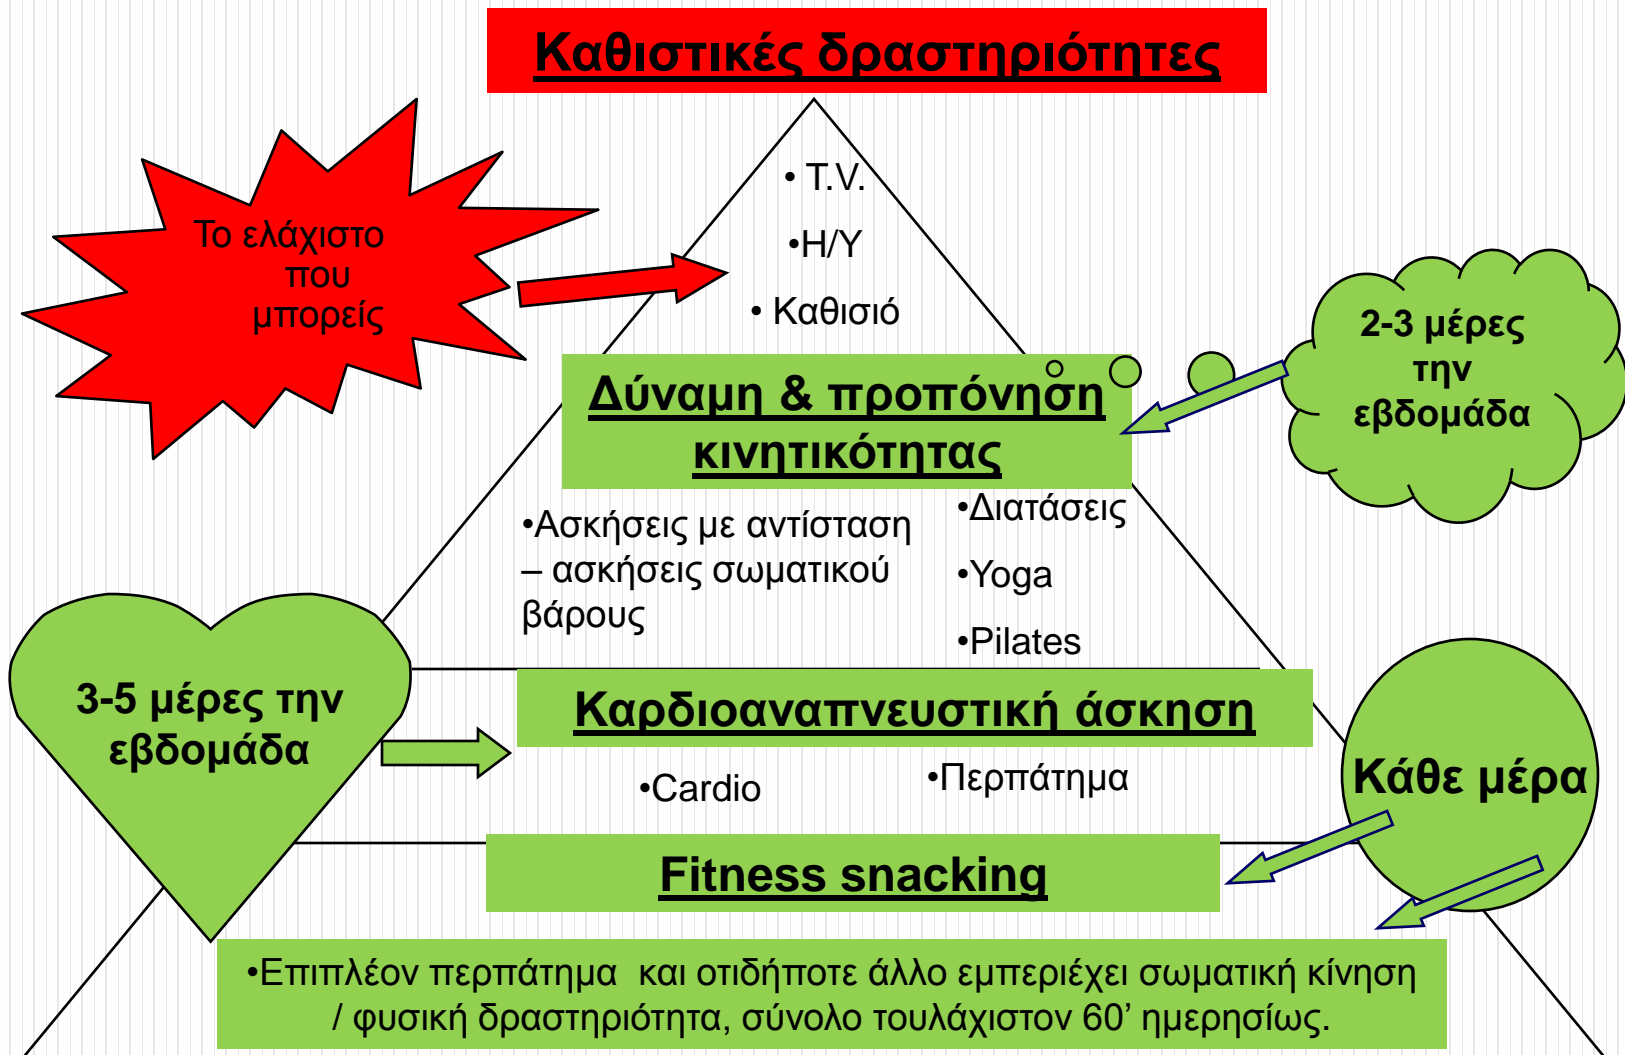 Καθιστικές δραστηριότητες
Το ελάχιστο
που
μπορείς
• T.V.
•Η/Υ
• Καθισιό
2-3 μέρες
την
εβδομάδα
Δύναμη & προπόνηση
κινητικότητας
•Ασκήσεις με αντίσταση
– ασκήσεις σωματικού
βάρους
•Διατάσεις
•Yoga
•Pilates
3-5 μέρες την
εβδομάδα
Καρδιοαναπνευστική άσκηση
•Cardio
•Περπάτημα
Κάθε μέρα
Fitness snacking
•Επιπλέον περπάτημα  και οτιδήποτε άλλο εμπεριέχει σωματική κίνηση
/ φυσική δραστηριότητα, σύνολο τουλάχιστον 60’ ημερησίως.